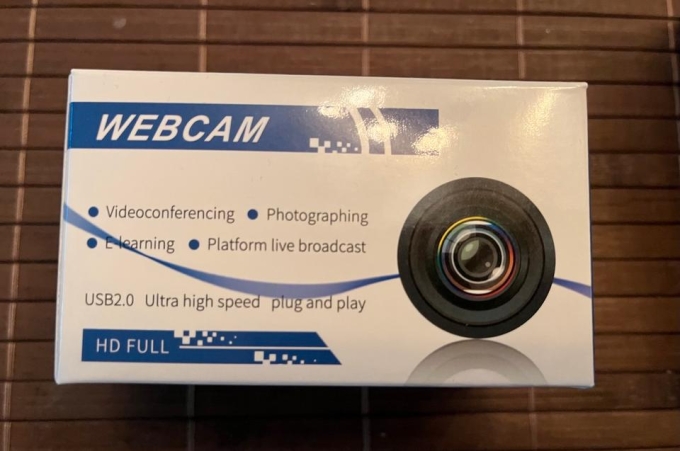 WEBCAM
● Videoconferencing ● Photographing
● E-learning ● Platform live broadcast
USB2.0 Ultra high speed plug and play
HD FULL